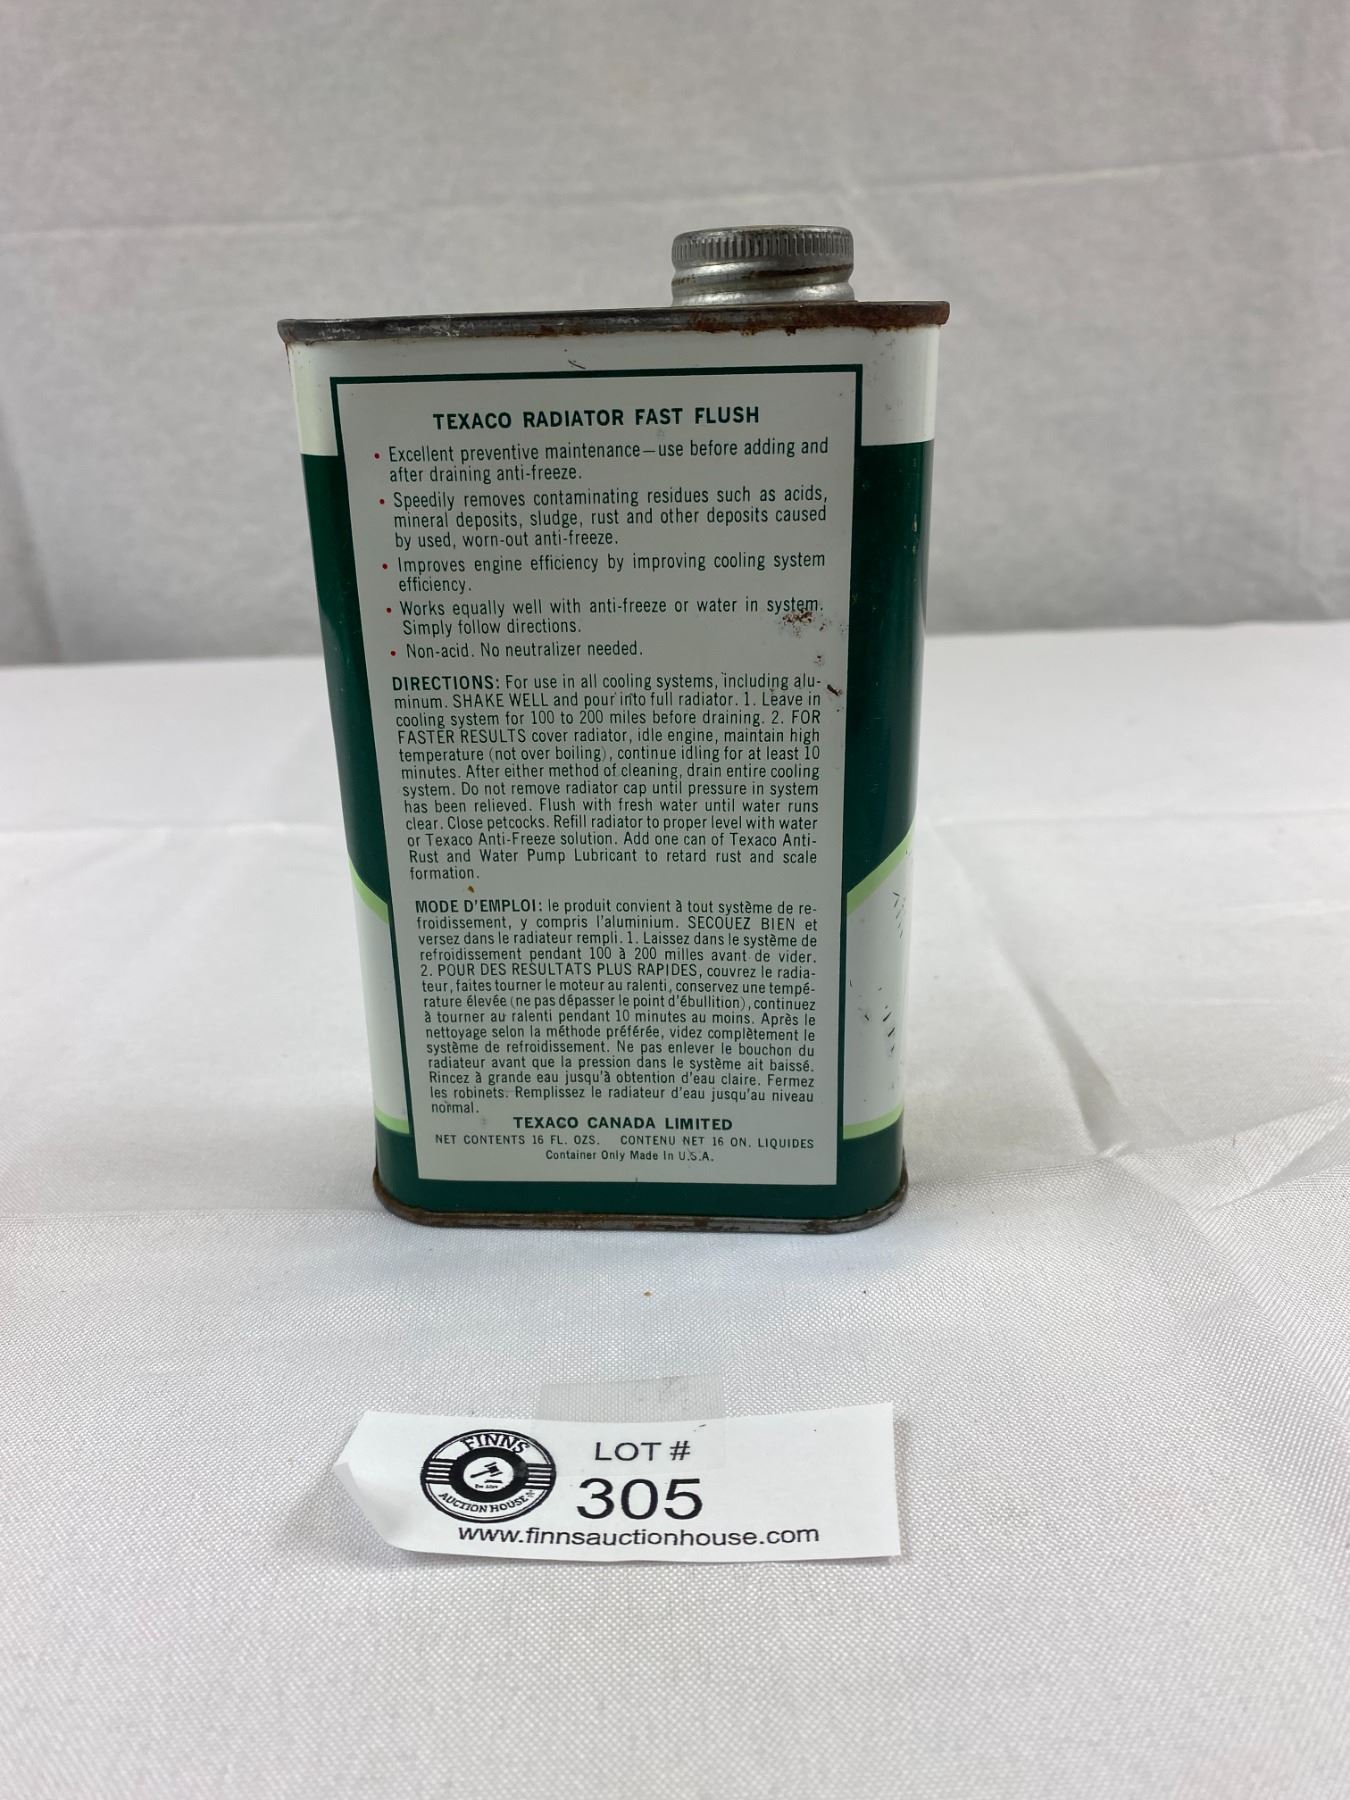 TEXACO RADIATOR FAST FLUSH
• Excellent preventive maintenance—use before adding and
after draining anti-freeze.
• Speedily removes contaminating residues such as acids,
mineral deposits, sludge, rust and other deposits caused
by used, worn-out anti-freeze.
• Improves engine efficiency by improving cooling system
efficiency.
• Works equally well with anti-freeze or water in system.
Simply follow directions.
• Non-acid. No neutralizer needed.
DIRECTIONS: For use in all cooling systems, including alu-
minum. SHAKE WELL and pour into full radiator. 1. Leave in
cooling system for 100 to 200 miles before draining. 2. FOR
FASTER RESULTS cover radiator, idle engine, maintain high
temperature (not over boiling), continue idling for at least 10
minutes. After either method of cleaning, drain entire cooling
system. Do not remove radiator cap until pressure in system
has been relieved. Flush with fresh water until water runs
clear. Close petcocks. Refill radiator to proper level with water
or Texaco Anti-Freeze solution. Add one can of Texaco Anti-
Rust and Water Pump Lubricant to retard rust and scale
formation.
MODE D'EMPLOI: le produit convient à tout système de re-
froidissement, y compris l'aluminium. SECOUEZ BIEN et
versez dans le radiateur rempli. 1. Laissez dans le système de
refroidissement pendant 100 à 200 milles avant de vider.
2. POUR DES RESULTATS PLUS RAPIDES, couvrez le radia-
teur, faites tourner le moteur au ralenti, conservez une tempé-
rature élevée (ne pas dépasser le point d'ébullition), continuez
à tourner au ralenti pendant 10 minutes au moins. Après le
nettoyage selon la méthode préférée, videz complètement le
système de refroidissement. Ne pas enlever le bouchon du
radiateur avant que la pression dans le système ait baissé.
Rincez à grande eau jusqu'à obtention d'eau claire. Fermez
les robinets. Remplissez le radiateur d'eau jusqu'au niveau
normal.
TEXACO CANADA LIMITED
NET CONTENTS 16 FL. OZS. CONTENU NET 16 ON. LIQUIDES
Container Only Made In U.S.A.
FINNS
AUCTION HOUSE
LOT #
305
www.finnsauctionhouse.com